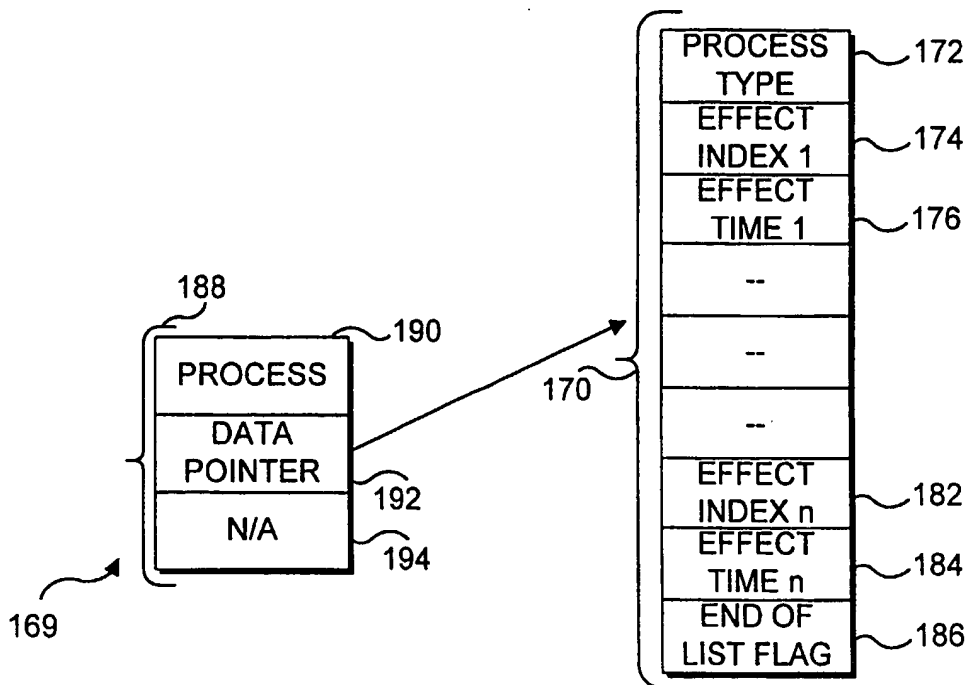 188
190
PROCESS
DATA
POINTER
192
N/A
194
169
170
PROCESS
TYPE
172
EFFECT
INDEX 1
174
EFFECT
TIME 1
176
--
--
--
EFFECT
INDEX n
182
EFFECT
TIME n
184
END OF
LIST FLAG
186